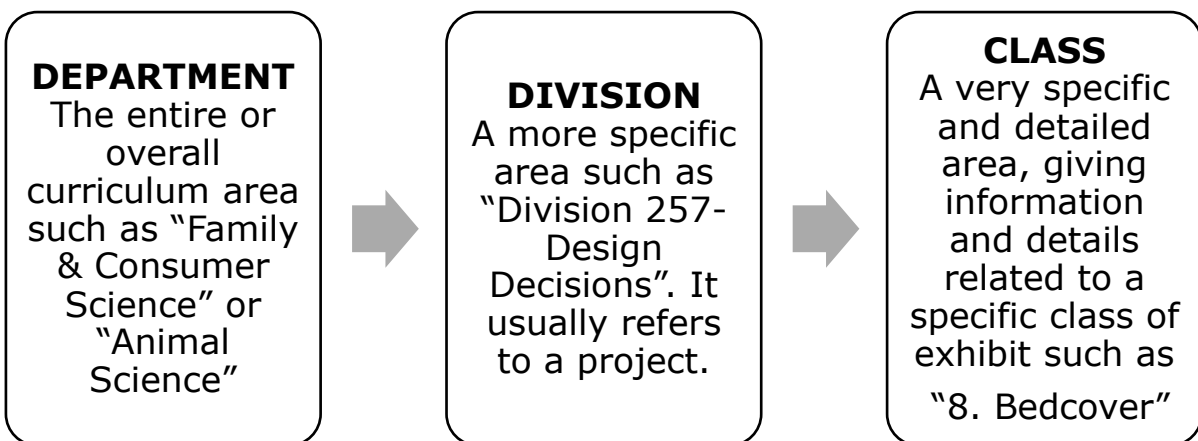 DEPARTMENT
The entire or
overall
curriculum area
such as “Family
& Consumer
Science” or
“Animal
Science”
DIVISION
A more specific
area such as
“Division 257-
Design
Decisions”. It
usually refers
to a project.
CLASS
A very specific
and detailed
area, giving
information
and details
related to a
specific class of
exhibit such as
“8. Bedcover”